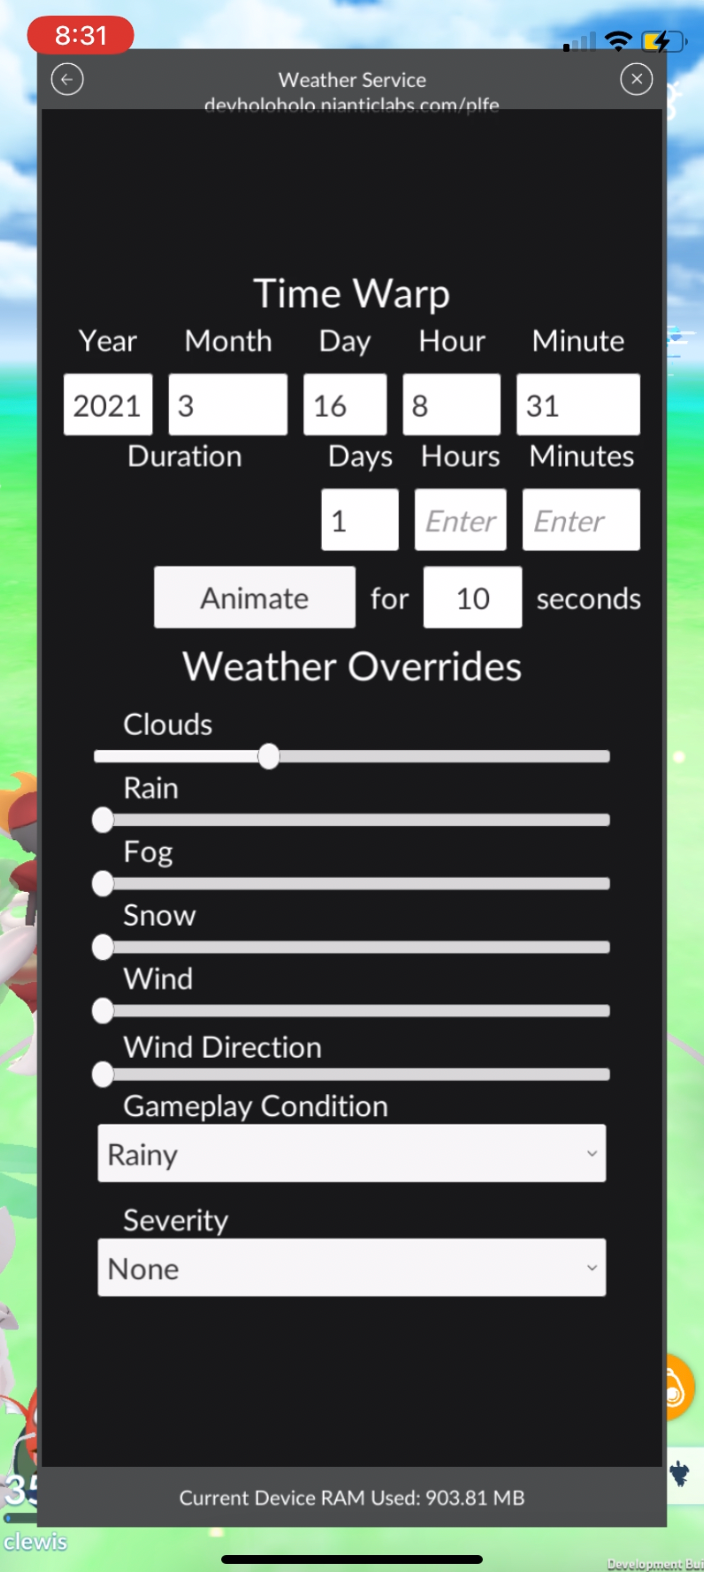 8:31
Weather Service
devholoholo.nianticlabs.com/plfe
Time Warp
Year Month Day Hour Minute
2021 3 16 8 31
Duration Days Hours Minutes
1 Enter Enter
Animate for 10 seconds
Weather Overrides
Clouds
Rain
Fog
Snow
Wind
Wind Direction
Gameplay Condition
Rainy
Severity
None
35
Current Device RAM Used: 903.81 MB
clewis
Development Bui